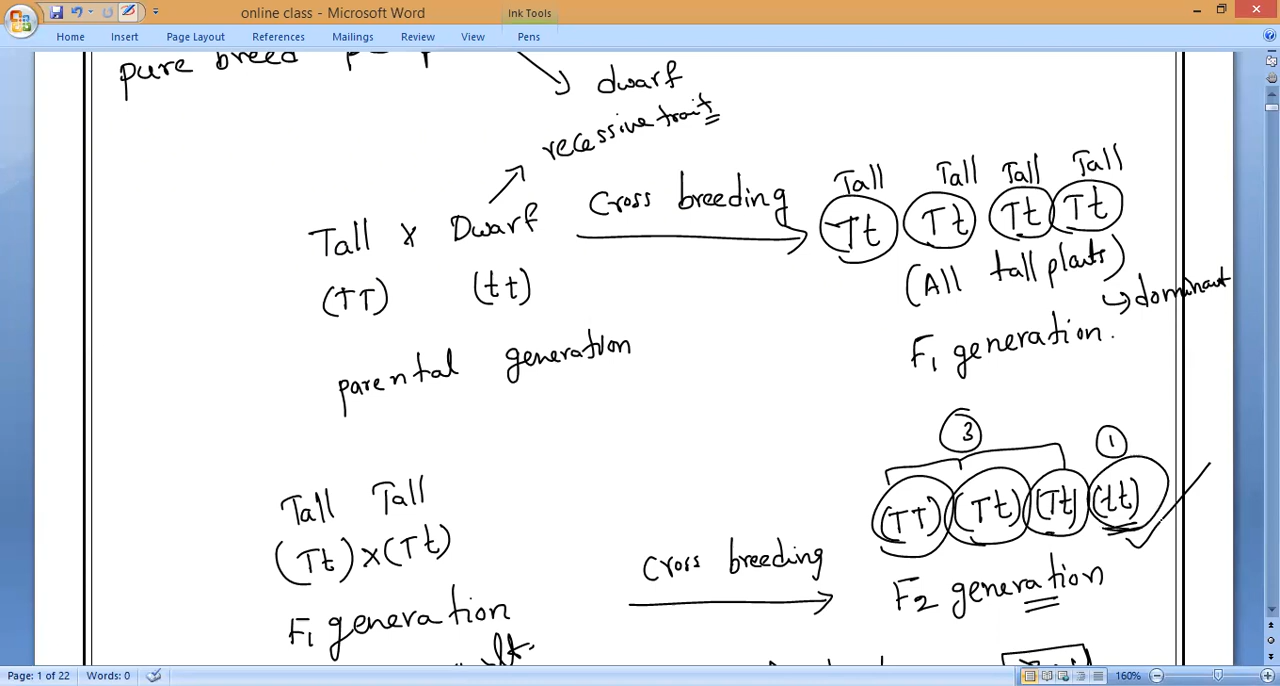 online class - Microsoft Word
Ink Tools
Home Insert Page Layout References Mailings Review View Pens
pure breed
dwarf
recessive trait
Tall x Dwarf
(TT) (tt)
parental generation
Cross breeding
Tall Tall Tall Tall
Tt Tt Tt Tt
(All tall plants)
dominant
F1 generation.
Tall Tall
(Tt) x (Tt)
F1 generation
Cross breeding
3 1
(TT) (Tt) (Tt) (tt)
F2 generation
Page: 1 of 22 Words: 0 160%